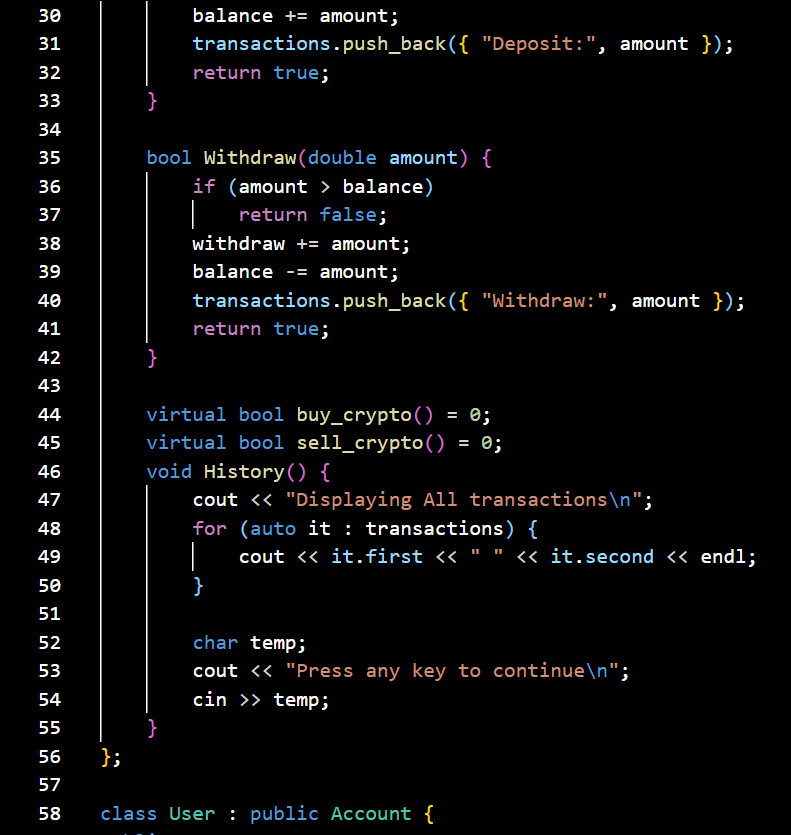 30 balance += amount;
31 transactions.push_back({ "Deposit:", amount });
32 return true;
33 }
34
35 bool Withdraw(double amount) {
36 if (amount > balance)
37 return false;
38 withdraw += amount;
39 balance -= amount;
40 transactions.push_back({ "Withdraw:", amount });
41 return true;
42 }
43
44 virtual bool buy_crypto() = 0;
45 virtual bool sell_crypto() = 0;
46 void History() {
47 cout << "Displaying All transactions\n";
48 for (auto it : transactions) {
49 cout << it.first << " " << it.second << endl;
50 }
51
52 char temp;
53 cout << "Press any key to continue\n";
54 cin >> temp;
55 }
56 };
57
58 class User : public Account {